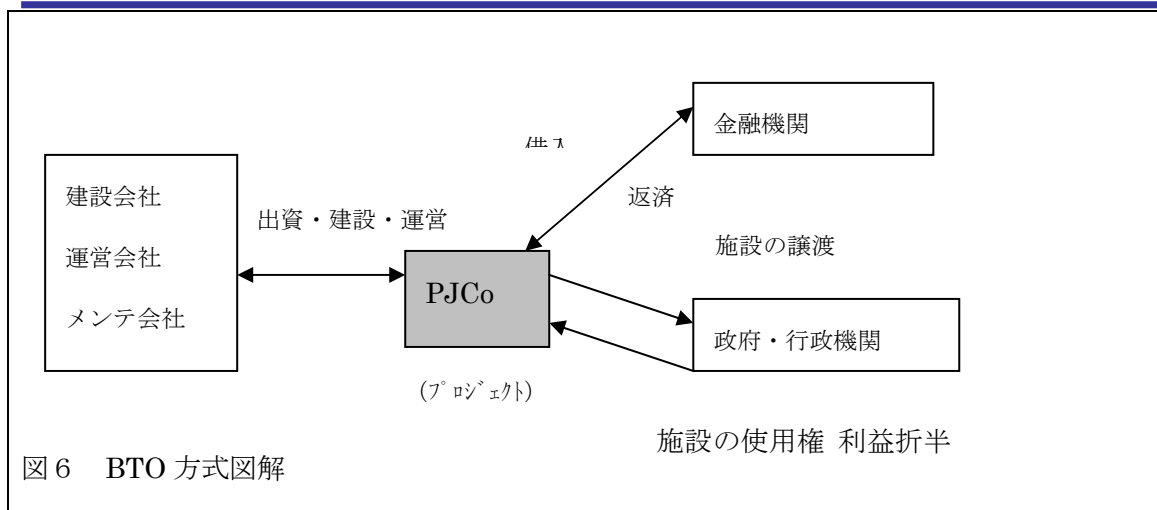 金融機関
建設会社
運営会社
メンテ会社
出資・建設・運営
返済
施設の譲渡
PJCo
政府・行政機関
(ﾌﾟﾛｼﾞｪｸﾄ)
施設の使用権 利益折半
図６ BTO 方式図解